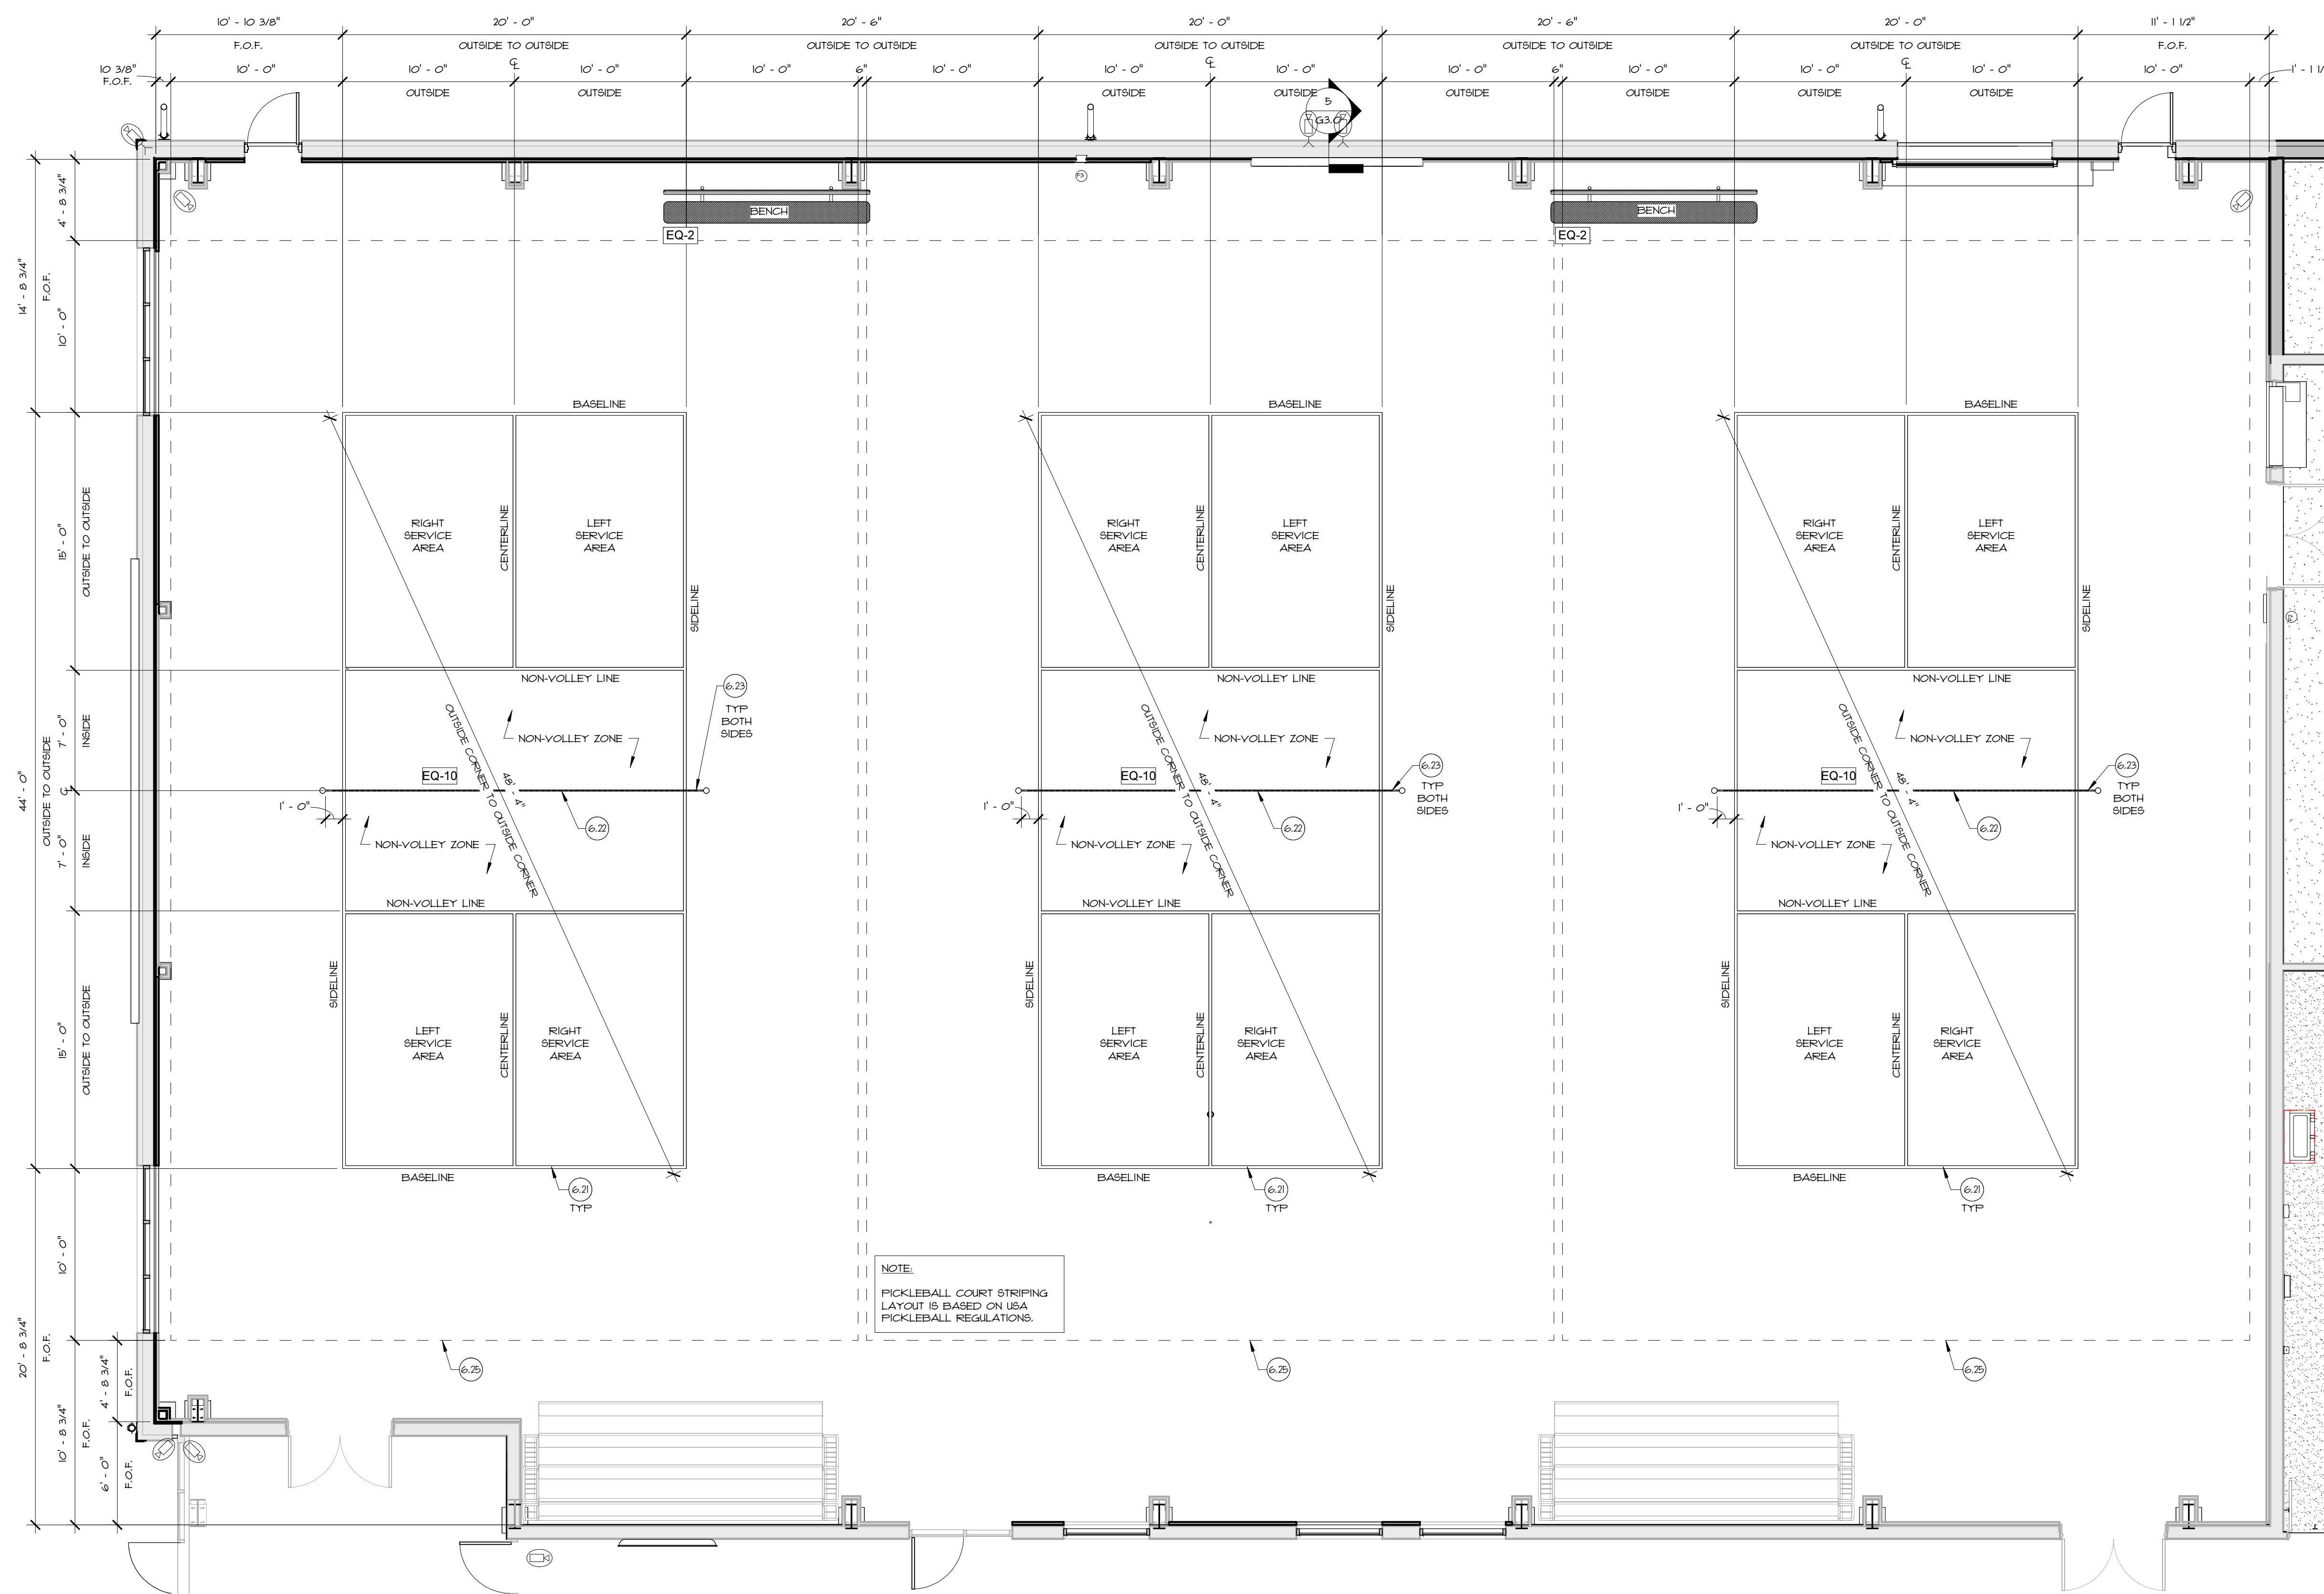 10' - 10 3/8"
20' - 0"
20' - 6"
20' - 0"
20' - 6"
20' - 0"
11' - 1 1/2"
F.O.F.
OUTSIDE TO OUTSIDE
OUTSIDE TO OUTSIDE
OUTSIDE TO OUTSIDE
OUTSIDE TO OUTSIDE
OUTSIDE TO OUTSIDE
F.O.F.
10 3/8"
F.O.F.
10' - 0"
10' - 0"
10' - 0"
10' - 0"
6"
10' - 0"
10' - 0"
10' - 0"
10' - 0"
6"
10' - 0"
10' - 0"
10' - 0"
10' - 0"
OUTSIDE
OUTSIDE
OUTSIDE
OUTSIDE
OUTSIDE
OUTSIDE
OUTSIDE
OUTSIDE
5
G3.0
F3
BENCH
BENCH
EQ-2
EQ-2
14' - 8 3/4"
F.O.F.
4' - 8 3/4"
10' - 0"
44' - 0"
OUTSIDE TO OUTSIDE
15' - 0"
OUTSIDE TO OUTSIDE
7' - 0"
INSIDE
7' - 0"
INSIDE
15' - 0"
OUTSIDE TO OUTSIDE
20' - 8 3/4"
F.O.F.
10' - 0"
10' - 8 3/4"
F.O.F.
4' - 8 3/4"
F.O.F.
6' - 0"
F.O.F.
BASELINE
RIGHT
SERVICE
AREA
CENTERLINE
LEFT
SERVICE
AREA
SIDELINE
NON-VOLLEY LINE
6.23
TYP
BOTH
SIDES
NON-VOLLEY ZONE
OUTSIDE CORNER TO OUTSIDE CORNER
48' - 4"
EQ-10
1' - 0"
6.22
NON-VOLLEY ZONE
NON-VOLLEY LINE
SIDELINE
LEFT
SERVICE
AREA
CENTERLINE
RIGHT
SERVICE
AREA
BASELINE
6.21
TYP
BASELINE
RIGHT
SERVICE
AREA
CENTERLINE
LEFT
SERVICE
AREA
SIDELINE
NON-VOLLEY LINE
NON-VOLLEY ZONE
6.23
TYP
BOTH
SIDES
OUTSIDE CORNER TO OUTSIDE CORNER
48' - 4"
EQ-10
1' - 0"
6.22
NON-VOLLEY ZONE
NON-VOLLEY LINE
SIDELINE
LEFT
SERVICE
AREA
CENTERLINE
RIGHT
SERVICE
AREA
BASELINE
6.21
TYP
BASELINE
RIGHT
SERVICE
AREA
CENTERLINE
LEFT
SERVICE
AREA
SIDELINE
NON-VOLLEY LINE
NON-VOLLEY ZONE
6.23
TYP
BOTH
SIDES
OUTSIDE CORNER TO OUTSIDE CORNER
48' - 4"
EQ-10
1' - 0"
6.22
NON-VOLLEY ZONE
NON-VOLLEY LINE
SIDELINE
LEFT
SERVICE
AREA
CENTERLINE
RIGHT
SERVICE
AREA
BASELINE
6.21
TYP
NOTE:
PICKLEBALL COURT STRIPING
LAYOUT IS BASED ON USA
PICKLEBALL REGULATIONS.
6.25
6.25
6.25